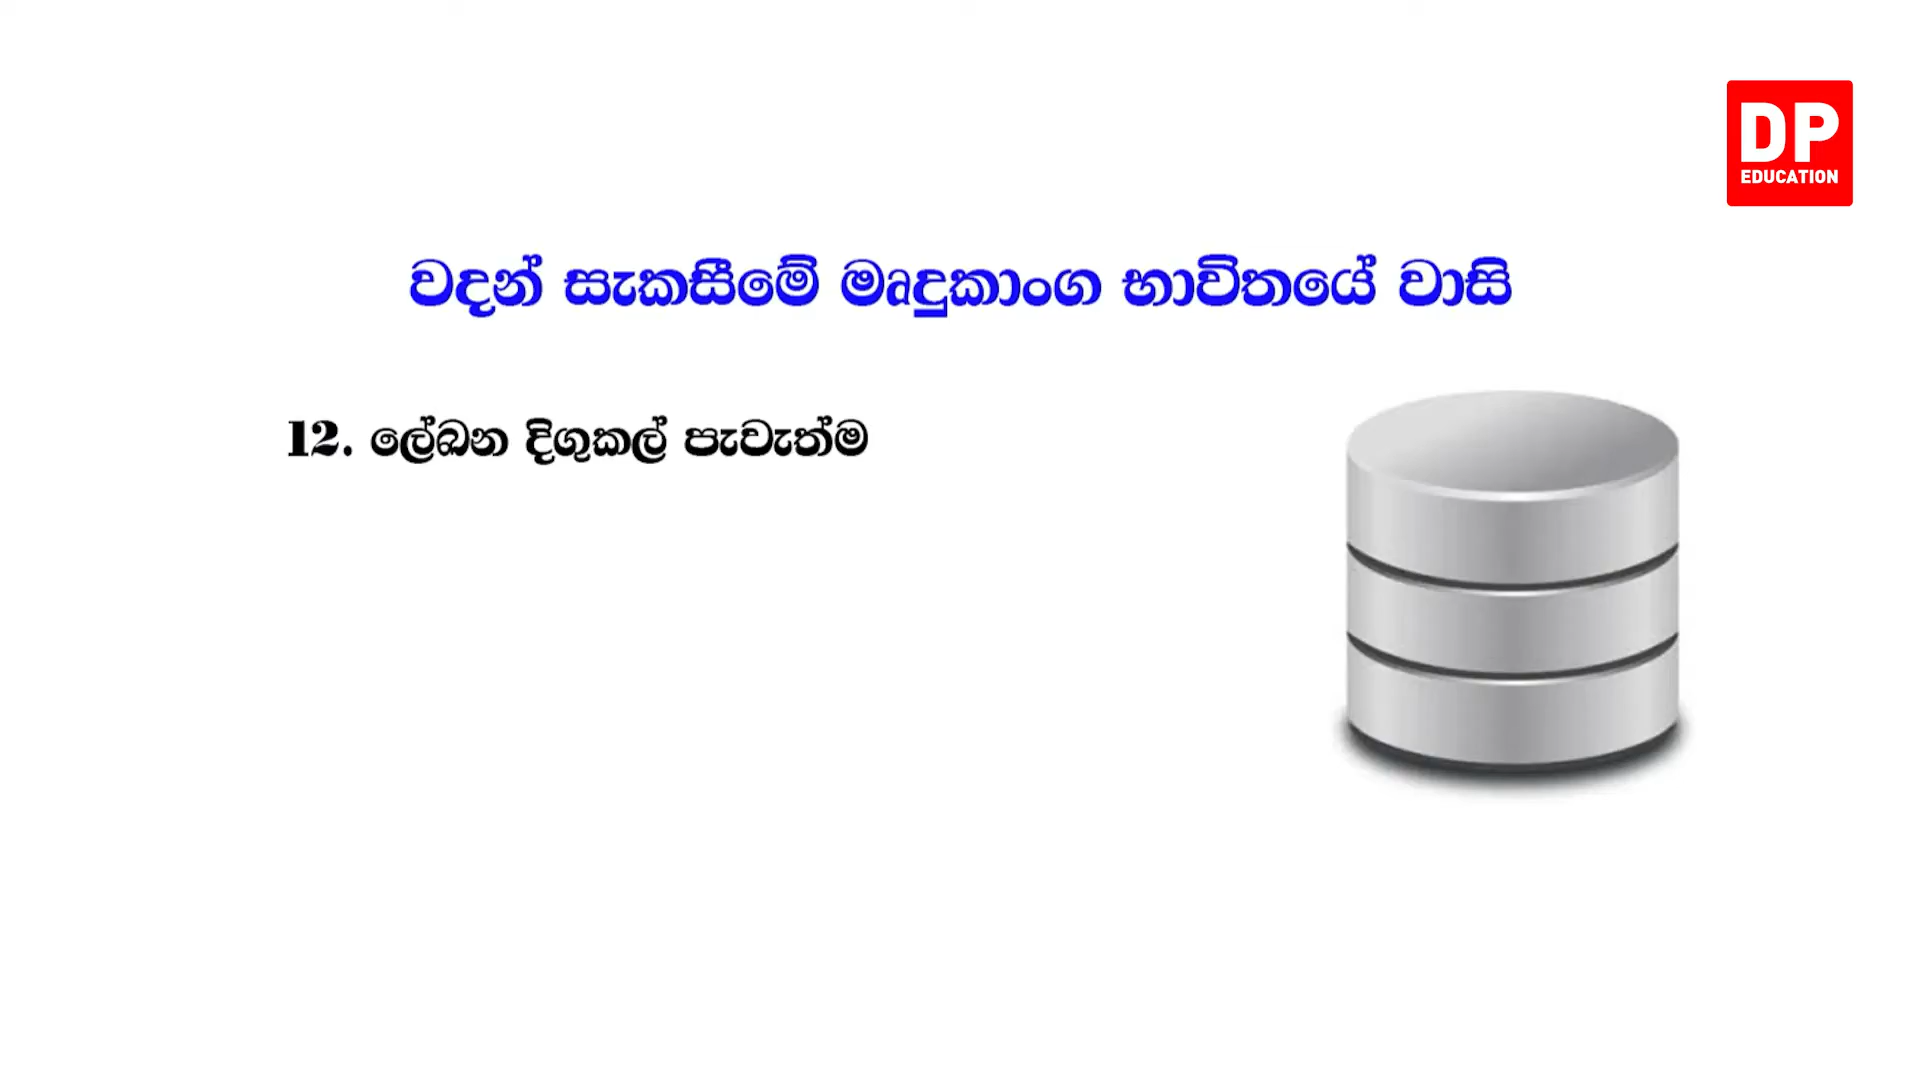 DP
EDUCATION
වදන් සැකසීමේ මෘදුකාංග භාවිතයේ වාසි
12. ලේඛන දිගුකල් පැවැත්ම